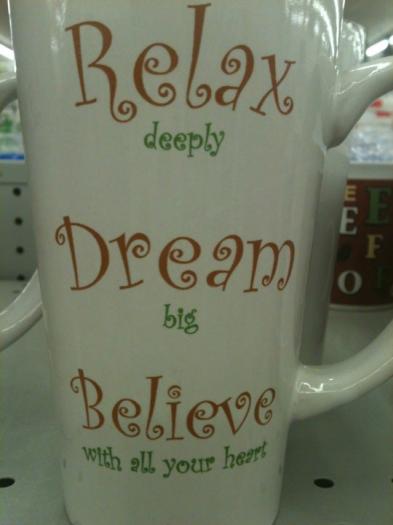 Relax
deeply
Dream
big
Believe
with all your heart